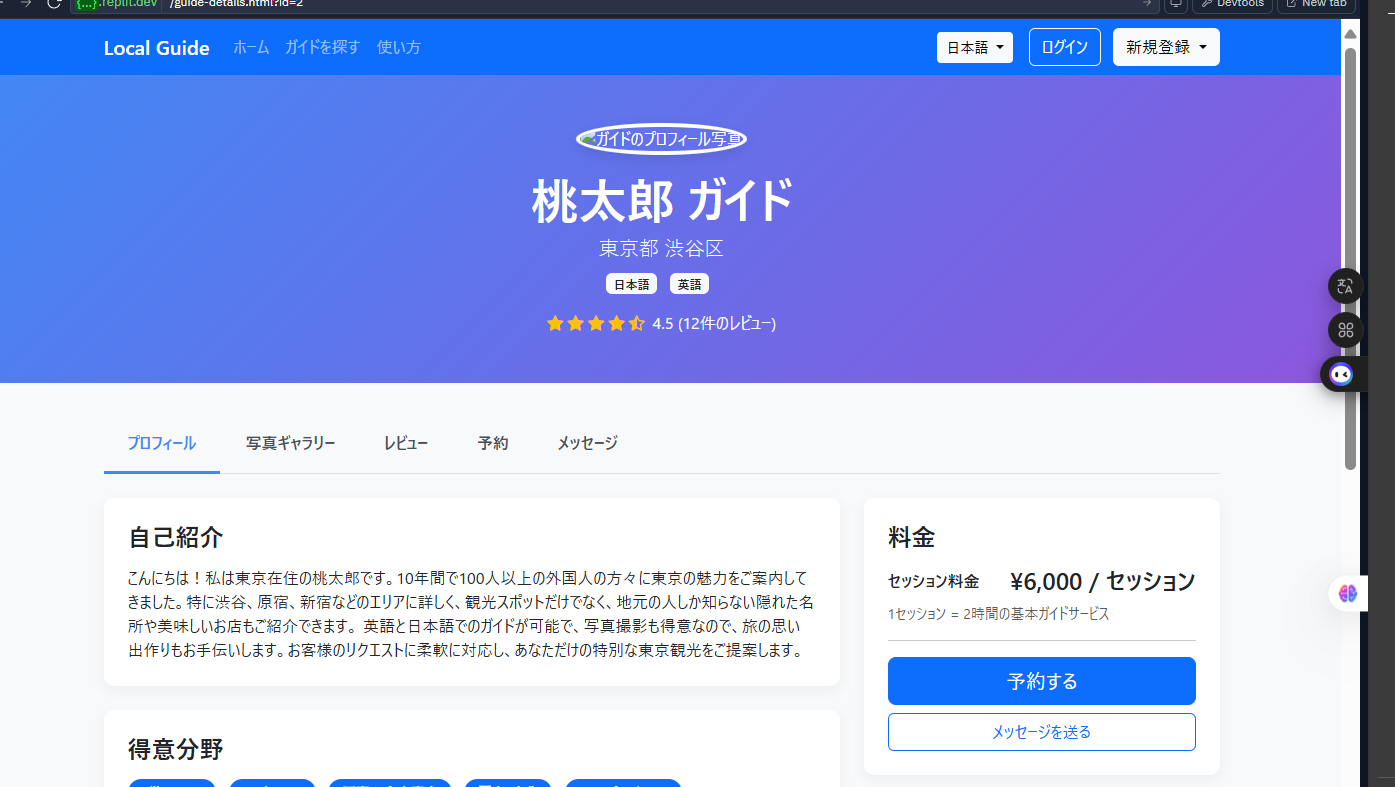 {...}.replit.dev /guide-details.html?id=2
Devtools
New tab
Local Guide ホーム ガイドを探す 使い方 日本語 ログイン 新規登録
ガイドのプロフィール写真
桃太郎 ガイド
東京都 渋谷区
日本語 英語
4.5 (12件のレビュー)
プロフィール 写真ギャラリー レビュー 予約 メッセージ
自己紹介
こんにちは！私は東京在住の桃太郎です。10年間で100人以上の外国人の方々に東京の魅力をご案内して
きました。特に渋谷、原宿、新宿などのエリアに詳しく、観光スポットだけでなく、地元の人しか知らない隠れた名
所や美味しいお店もご紹介できます。 英語と日本語でのガイドが可能で、写真撮影も得意なので、旅の思い
出作りもお手伝いします。お客様のリクエストに柔軟に対応し、あなただけの特別な東京観光をご提案します。
得意分野
料金
セッション料金 ¥6,000 / セッション
1セッション = 2時間の基本ガイドサービス
予約する
メッセージを送る